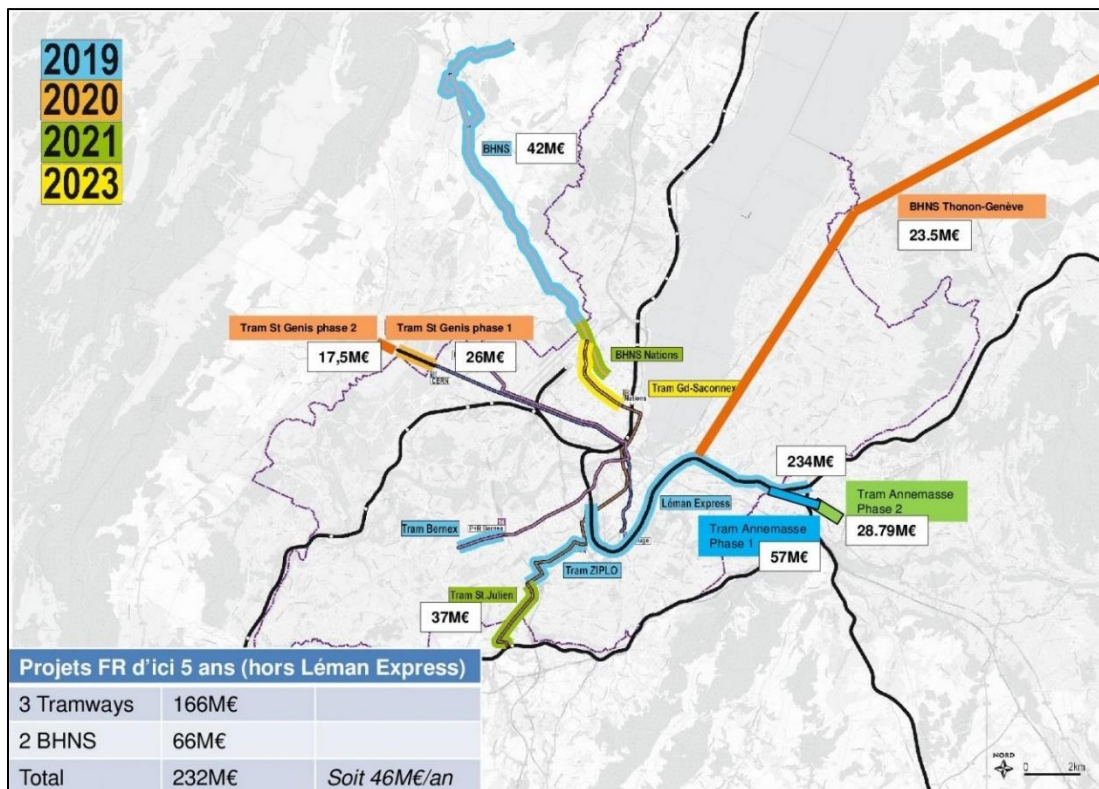 2019
2020
2021
2023
BHNS
42M€
BHNS Thonon-Genève
23.5M€
Tram St Genis phase 2
Tram St Genis phase 1
17,5M€
26M€
CERN
BHNS Nations
Tram Gd-Saconnex
Nations
234M€
Léman Express
Tram Annemasse
Phase 2
28.79M€
Tram Annemasse
Phase 1
57M€
Tram Bernex
P+R Bernex
Tram ZIPLO
Tram St.Julien
37M€
Projets FR d'ici 5 ans (hors Léman Express)
3 Tramways 166M€
2 BHNS 66M€
Total 232M€ Soit 46M€/an
NORD
0 2km